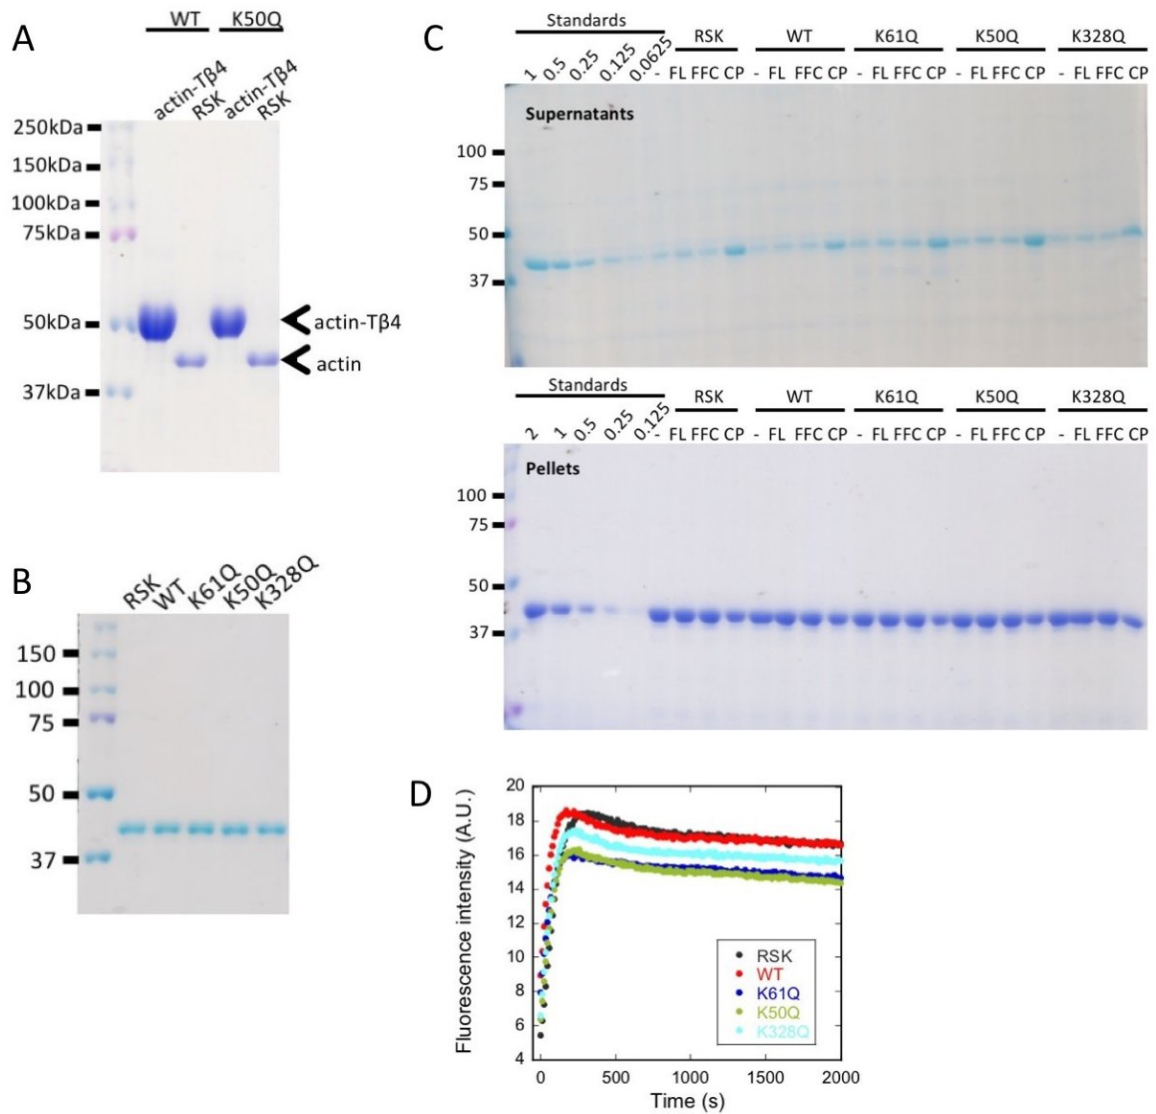 A
WT K50Q
actin-Tβ4 RSK actin-Tβ4 RSK
250kDa
150kDa
100kDa
75kDa
50kDa
37kDa
actin-Tβ4
actin
B
RSK WT K61Q K50Q K328Q
150
100
75
50
37
C
Standards RSK WT K61Q K50Q K328Q
1 0.5 0.25 0.125 0.0625 - FL FFC CP - FL FFC CP - FL FFC CP - FL FFC CP - FL FFC CP
Supernatants
100
75
50
37
Standards RSK WT K61Q K50Q K328Q
2 1 0.5 0.25 0.125 - FL FFC CP - FL FFC CP - FL FFC CP - FL FFC CP - FL FFC CP
Pellets
100
75
50
37
D
Fluorescence intensity (A.U.)
20
18
16
14
12
10
8
6
4
RSK
WT
K61Q
K50Q
K328Q
0 500 1000 1500 2000
Time (s)